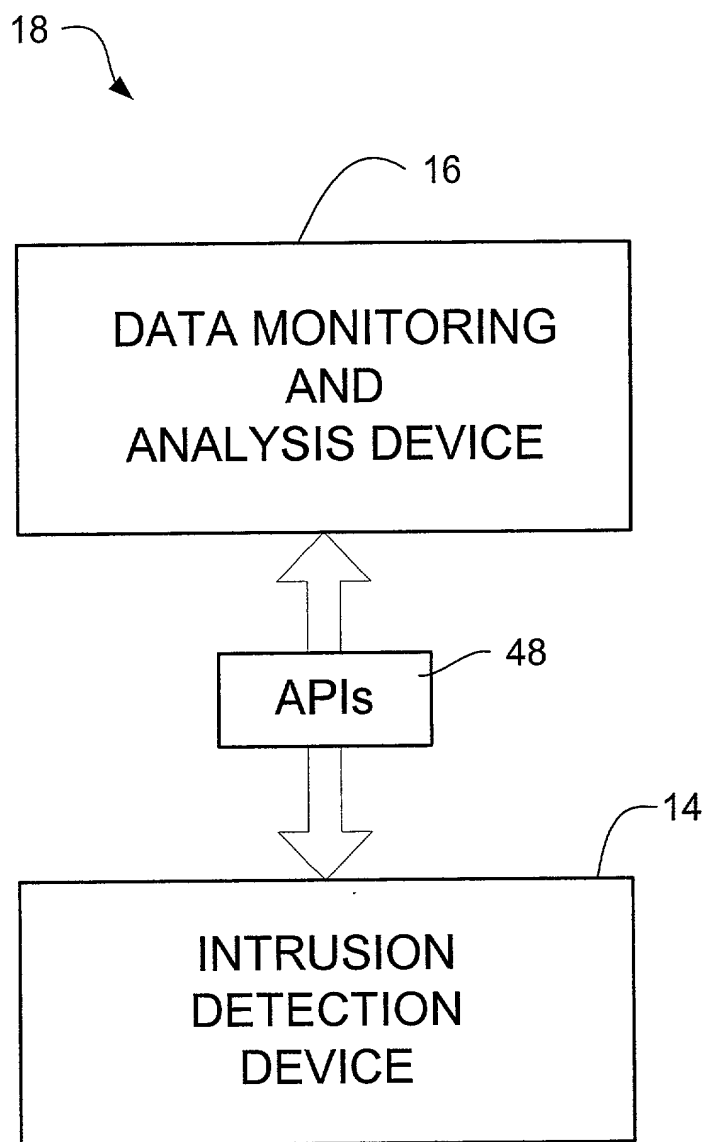 18
16
DATA MONITORING
AND
ANALYSIS DEVICE
48
APIs
14
INTRUSION
DETECTION
DEVICE